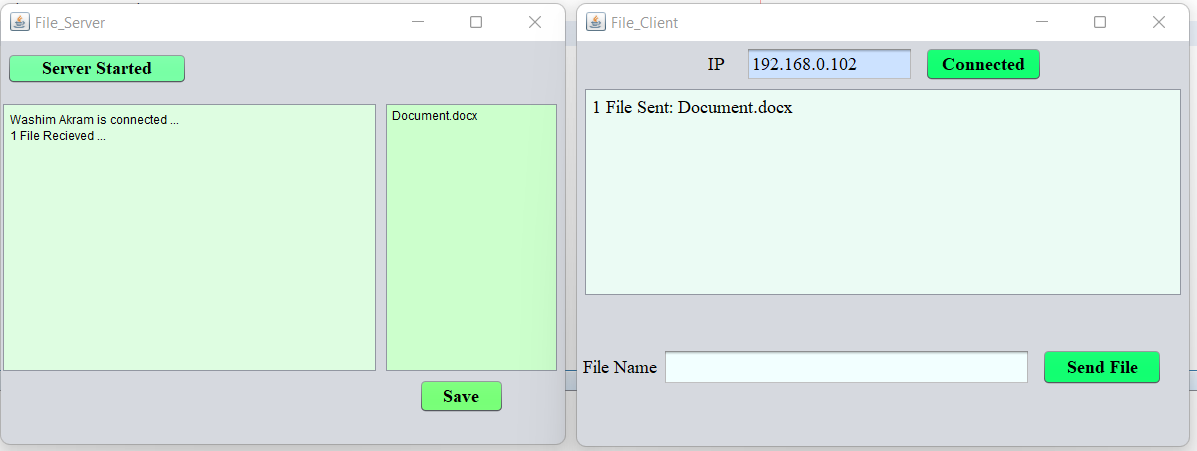 File_Server
Server Started
Washim Akram is connected ...
1 File Recieved ...
Document.docx
Save
File_Client
IP 192.168.0.102 Connected
1 File Sent: Document.docx
File Name Send File